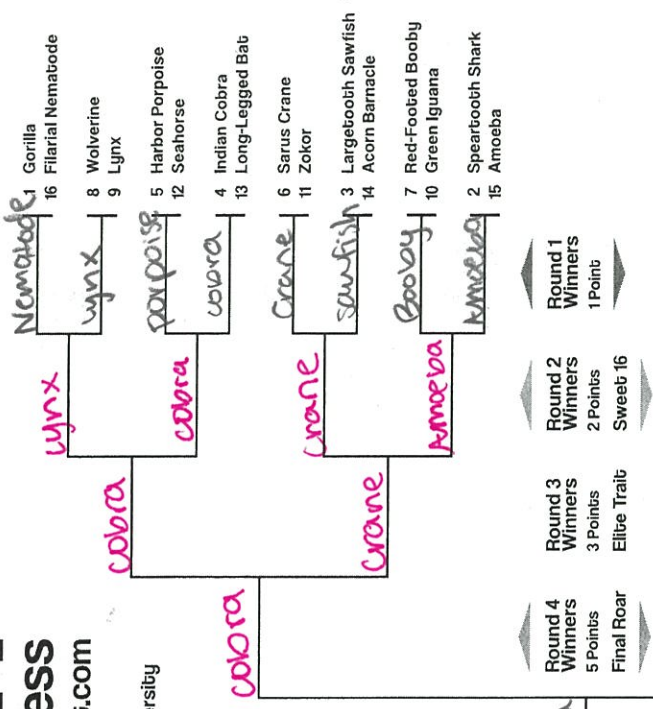 ess
s.com
ersity
Nematode
lynx
porpoise
cobra
Crane
sawfish
Booby
Amoeba
lynx
cobra
crane
Amoeba
cobra
crane
cobra
1 Gorilla
16 Filarial Nematode
8 Wolverine
9 Lynx
5 Harbor Porpoise
12 Seahorse
4 Indian Cobra
13 Long-Legged Bat
6 Sarus Crane
11 Zokor
3 Largetooth Sawfish
14 Acorn Barnacle
7 Red-Footed Booby
10 Green Iguana
2 Speartooth Shark
15 Amoeba
Round 4
Winners
5 Points
Final Roar
Round 3
Winners
3 Points
Elite Trait
Round 2
Winners
2 Points
Sweet 16
Round 1
Winners
1 Point